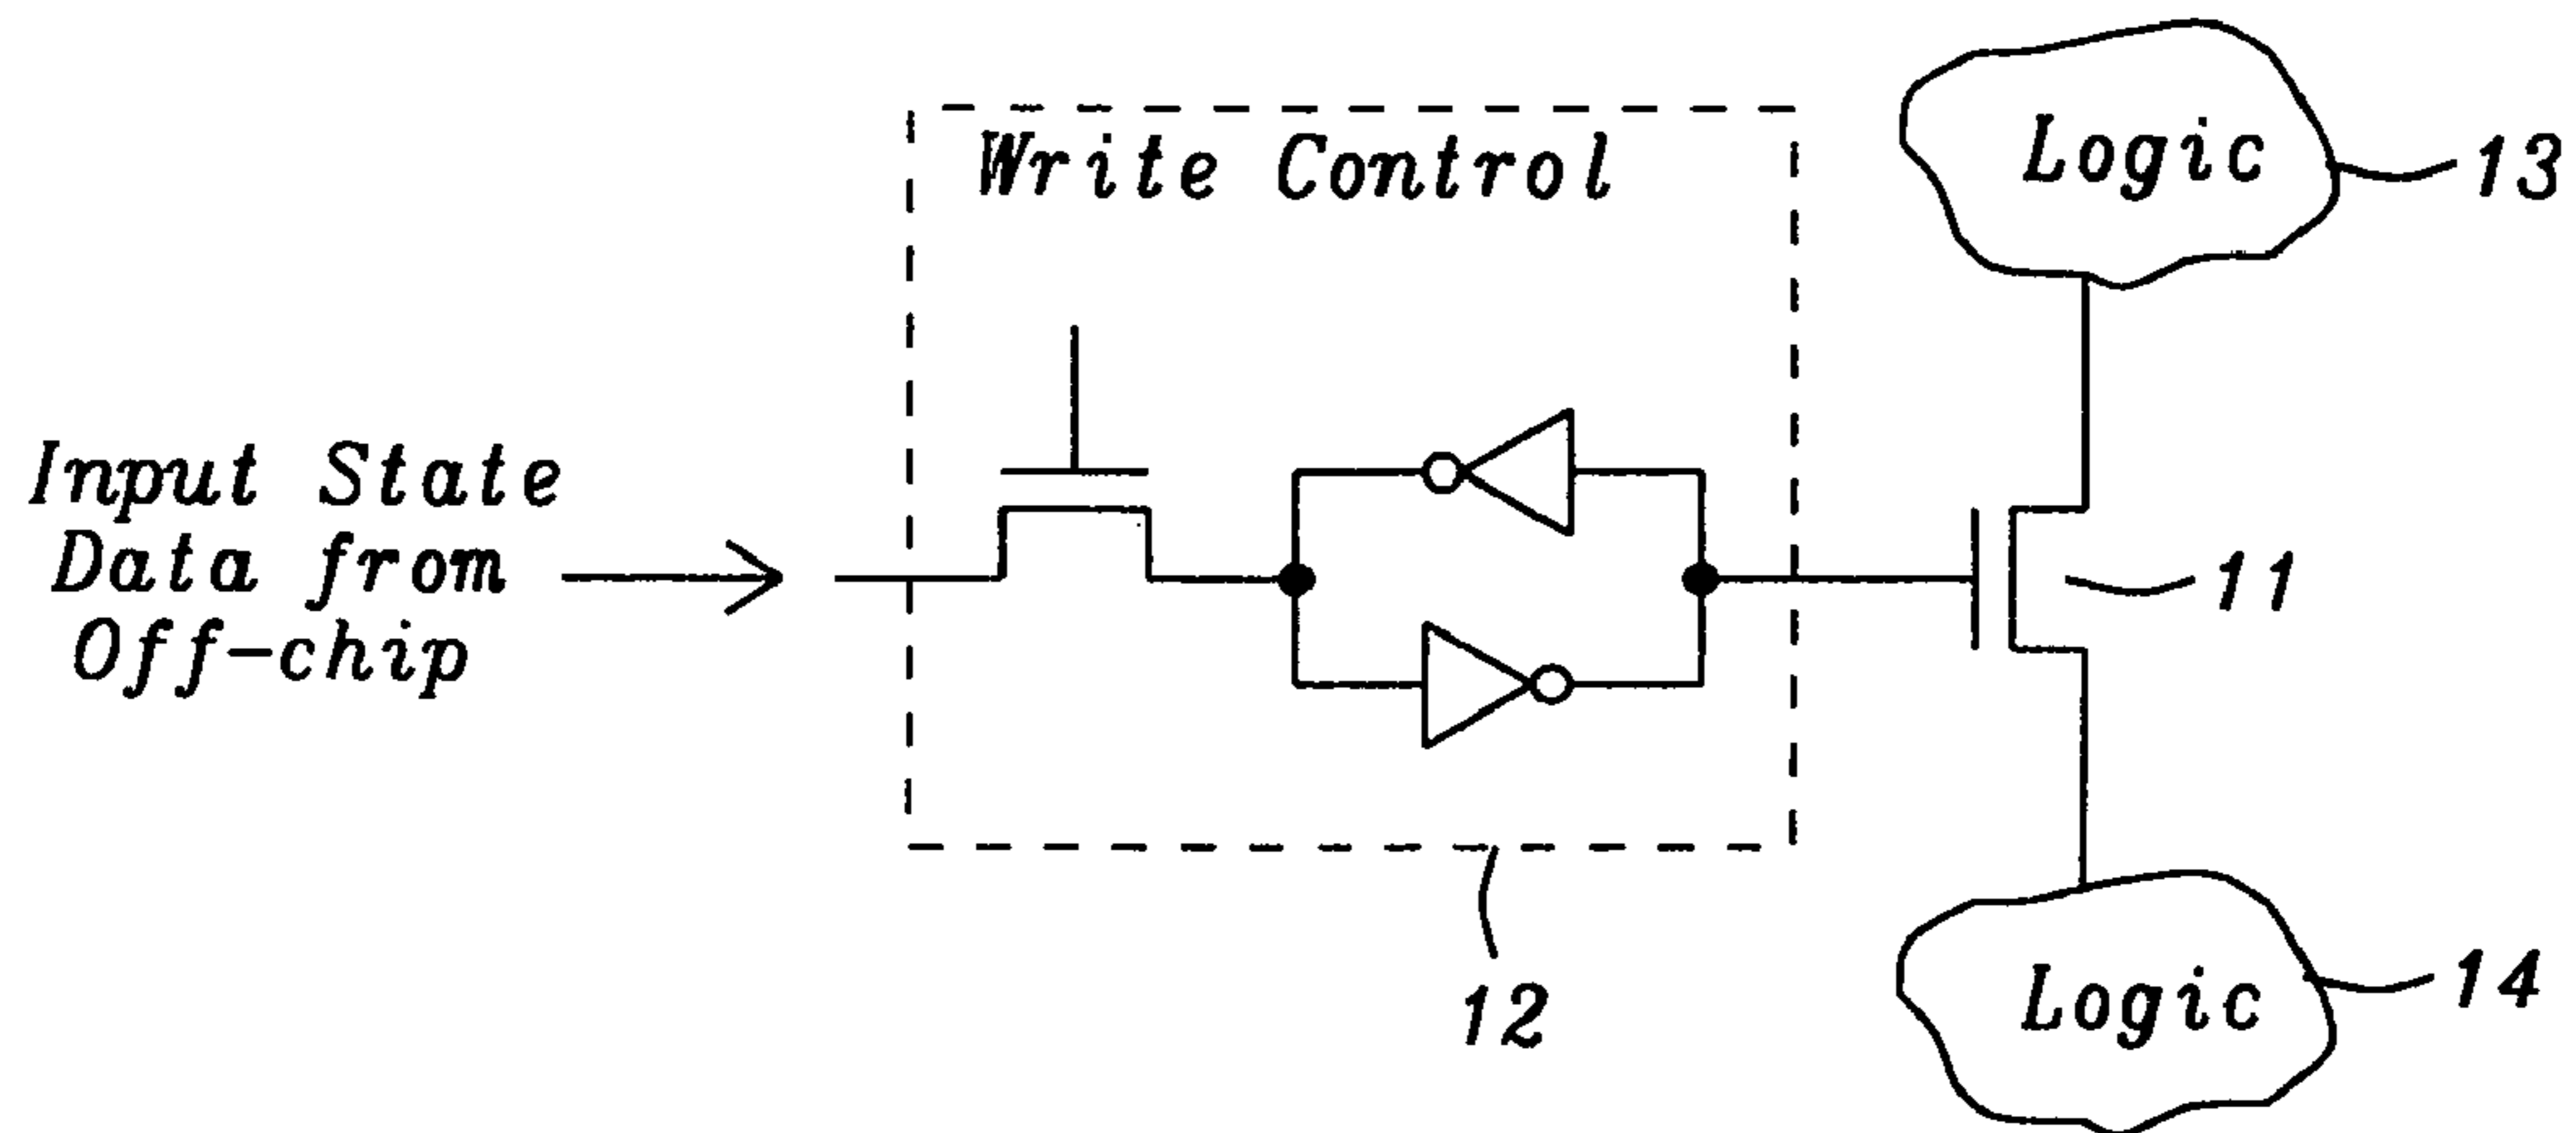 Write Control
Logic
13
Input State
Data from
Off-chip
11
12
Logic
14